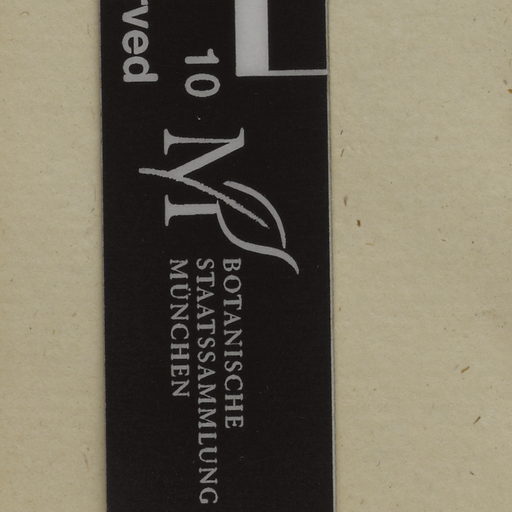 rved
10
BOTANISCHE
STAATSSAMMLUNG
MÜNCHEN